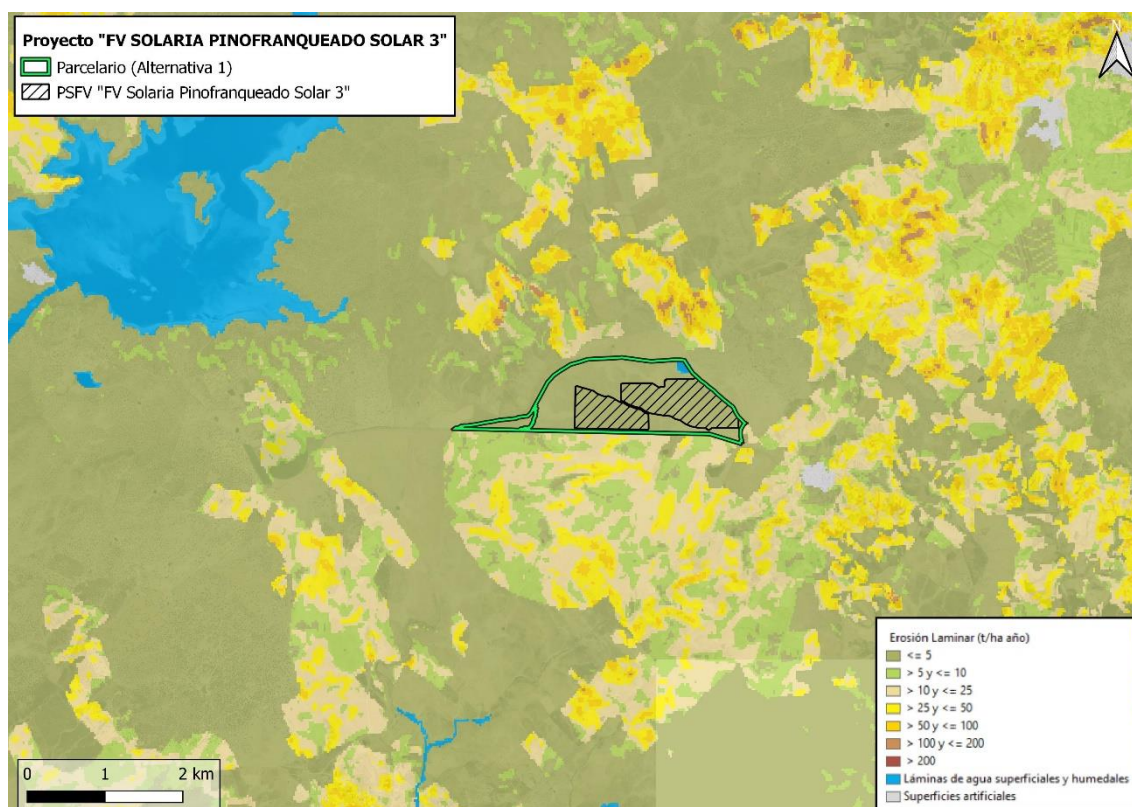 Proyecto "FV SOLARIA PINOFRANQUEADO SOLAR 3"
Parcelario (Alternativa 1)
PSFV "FV Solaria Pinofranqueado Solar 3"
Erosión Laminar (t/ha año)
<= 5
> 5 y <= 10
> 10 y <= 25
> 25 y <= 50
> 50 y <= 100
> 100 y <= 200
> 200
Láminas de agua superficiales y humedales
Superficies artificiales
0 1 2 km